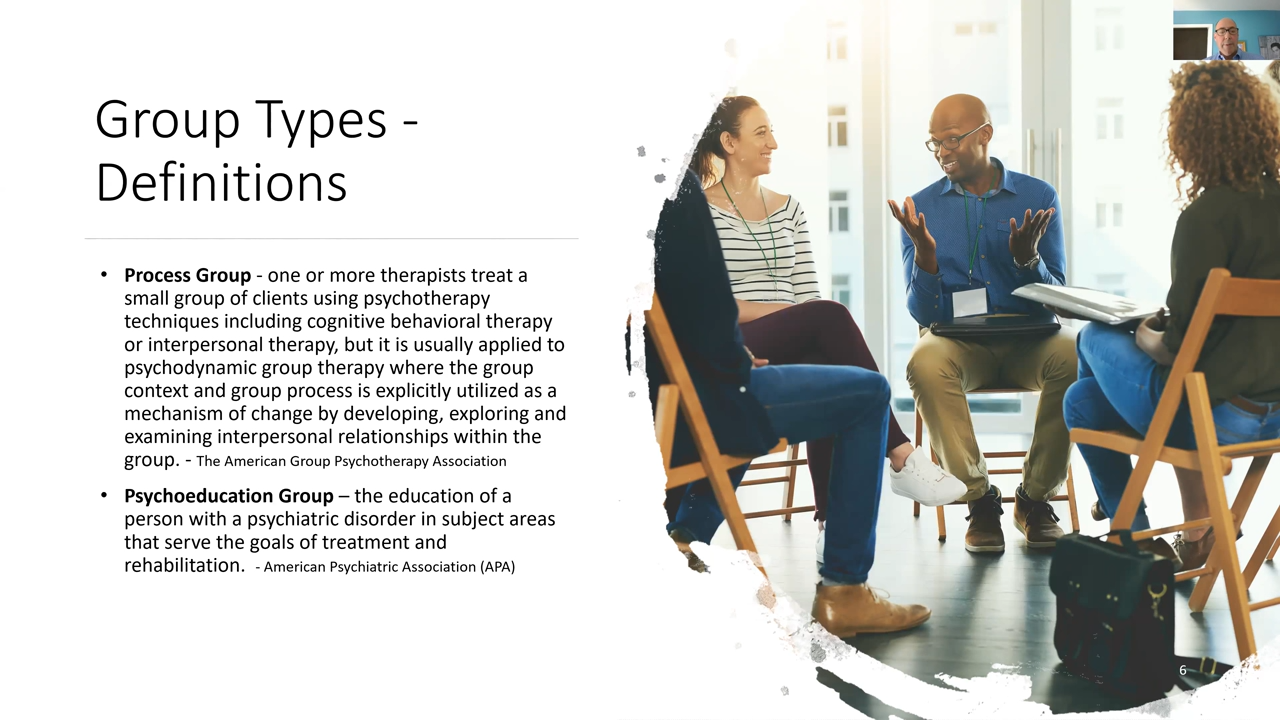 Group Types -
Definitions
• Process Group - one or more therapists treat a
small group of clients using psychotherapy
techniques including cognitive behavioral therapy
or interpersonal therapy, but it is usually applied to
psychodynamic group therapy where the group
context and group process is explicitly utilized as a
mechanism of change by developing, exploring and
examining interpersonal relationships within the
group. - The American Group Psychotherapy Association
• Psychoeducation Group – the education of a
person with a psychiatric disorder in subject areas
that serve the goals of treatment and
rehabilitation. - American Psychiatric Association (APA)
6